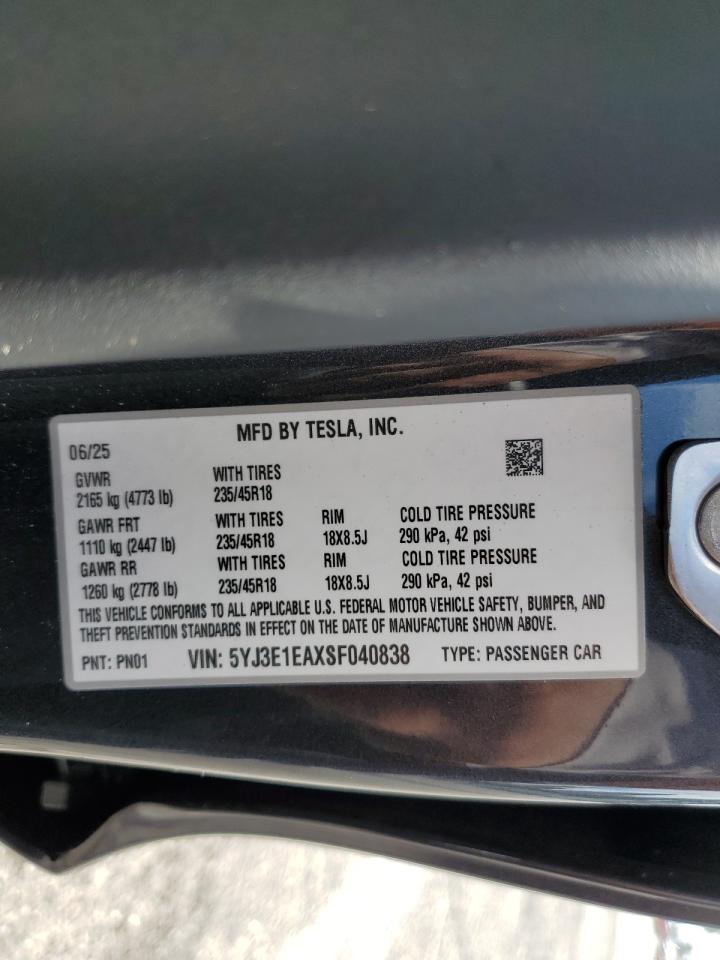 MFD BY TESLA, INC.
06/25
GVWR WITH TIRES
2165 kg (4773 lb) 235/45R18
GAWR FRT WITH TIRES RIM COLD TIRE PRESSURE
1110 kg (2447 lb) 235/45R18 18X8.5J 290 kPa, 42 psi
GAWR RR WITH TIRES RIM COLD TIRE PRESSURE
1260 kg (2778 lb) 235/45R18 18X8.5J 290 kPa, 42 psi
THIS VEHICLE CONFORMS TO ALL APPLICABLE U.S. FEDERAL MOTOR VEHICLE SAFETY, BUMPER, AND
THEFT PREVENTION STANDARDS IN EFFECT ON THE DATE OF MANUFACTURE SHOWN ABOVE.
PNT: PN01 VIN: 5YJ3E1EAXSF040838 TYPE: PASSENGER CAR